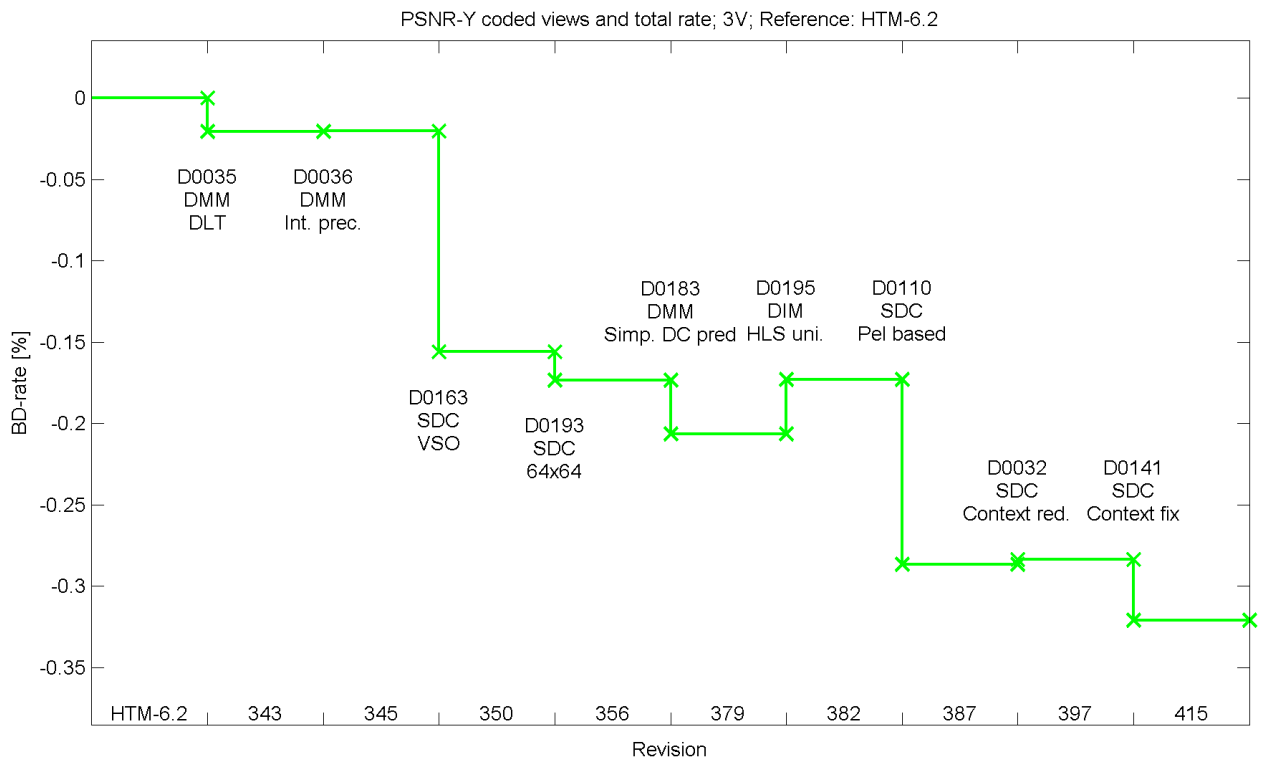 PSNR-Y coded views and total rate; 3V; Reference: HTM-6.2
0
-0.05
-0.1
-0.15
-0.2
-0.25
-0.3
-0.35
BD-rate [%]
D0035
DMM
DLT
D0036
DMM
Int. prec.
D0163
SDC
VSO
D0193
SDC
64x64
D0183
DMM
Simp. DC pred
D0195
DIM
HLS uni.
D0110
SDC
Pel based
D0032
SDC
Context red.
D0141
SDC
Context fix
HTM-6.2 343 345 350 356 379 382 387 397 415
Revision